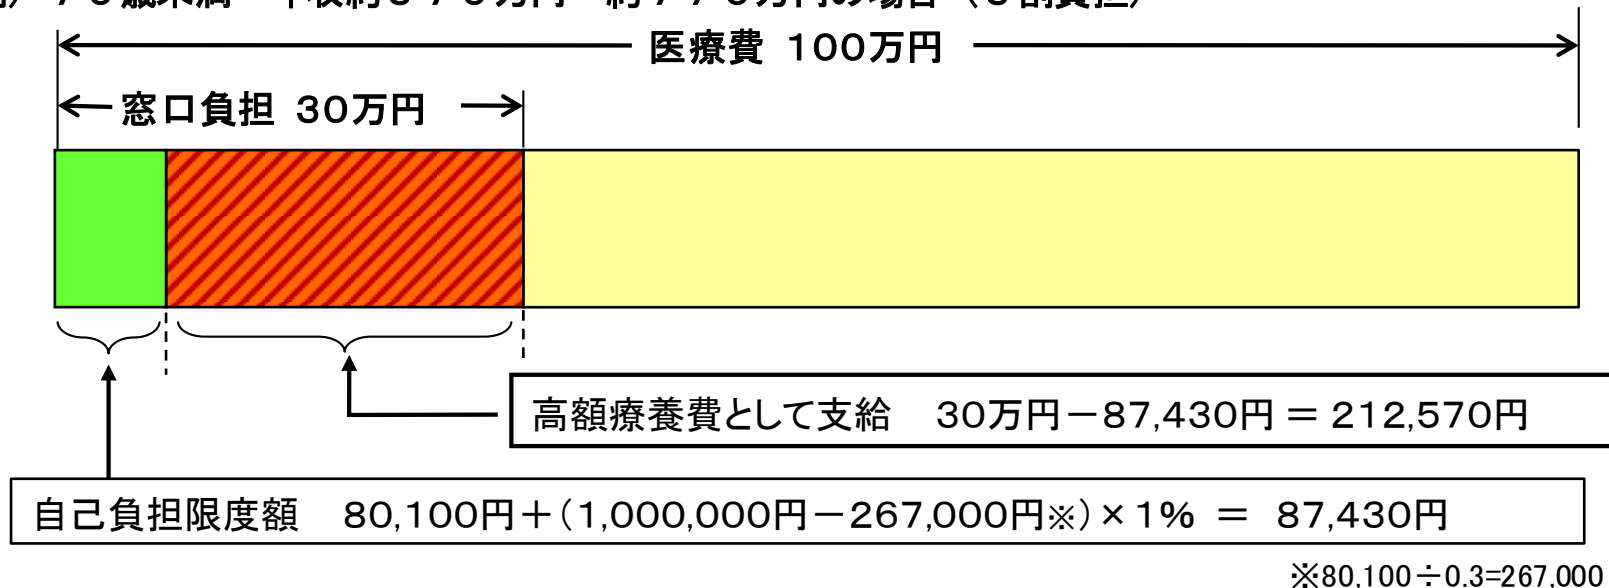 医療費 100万円
窓口負担 30万円
高額療養費として支給 30万円－87,430円 ＝ 212,570円
自己負担限度額 80,100円＋(1,000,000円－267,000円※)×1% ＝ 87,430円
※80,100÷0.3=267,000